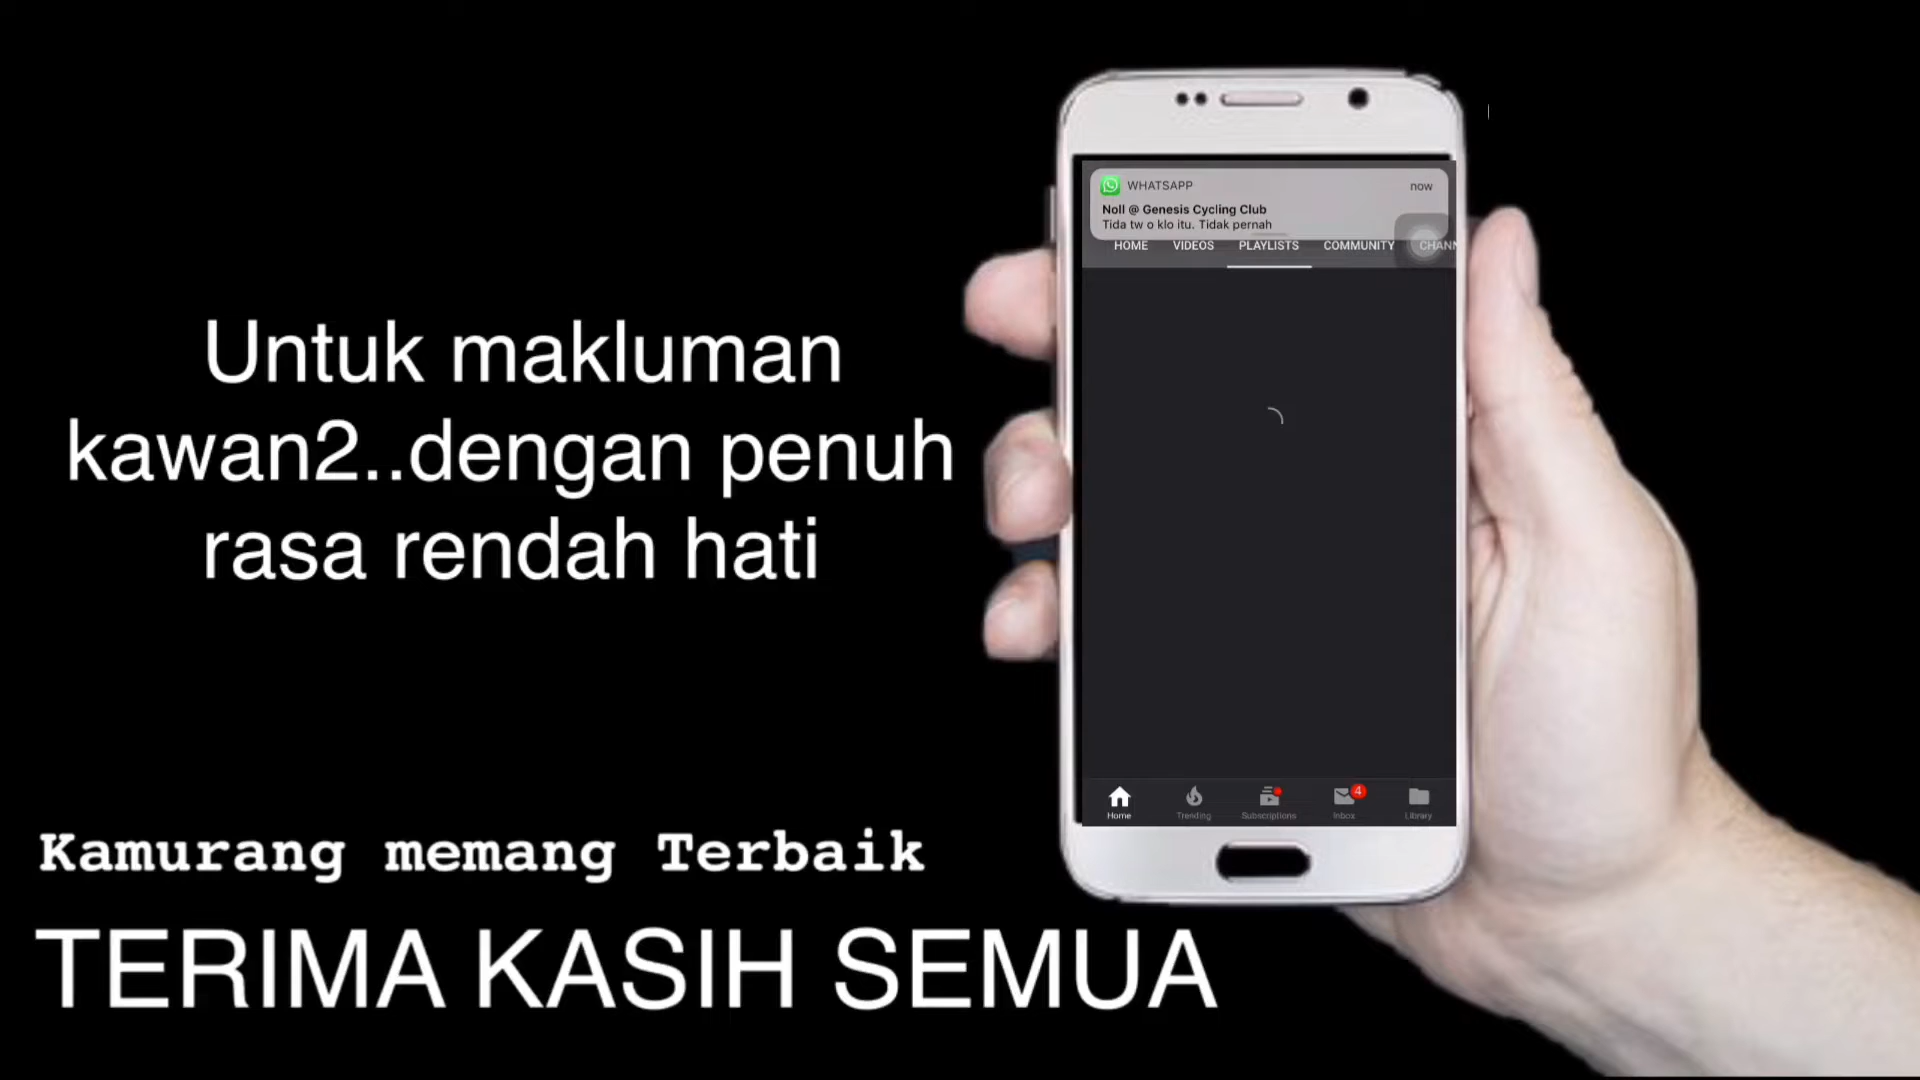 Untuk makluman
kawan2..dengan penuh
rasa rendah hati
Kamurang memang Terbaik
TERIMA KASIH SEMUA
WHATSAPP now
Noll @ Genesis Cycling Club
Tida tw o klo itu. Tidak pernah
HOME VIDEOS PLAYLISTS COMMUNITY CHANN
4
Home Trending Subscriptions Inbox Library